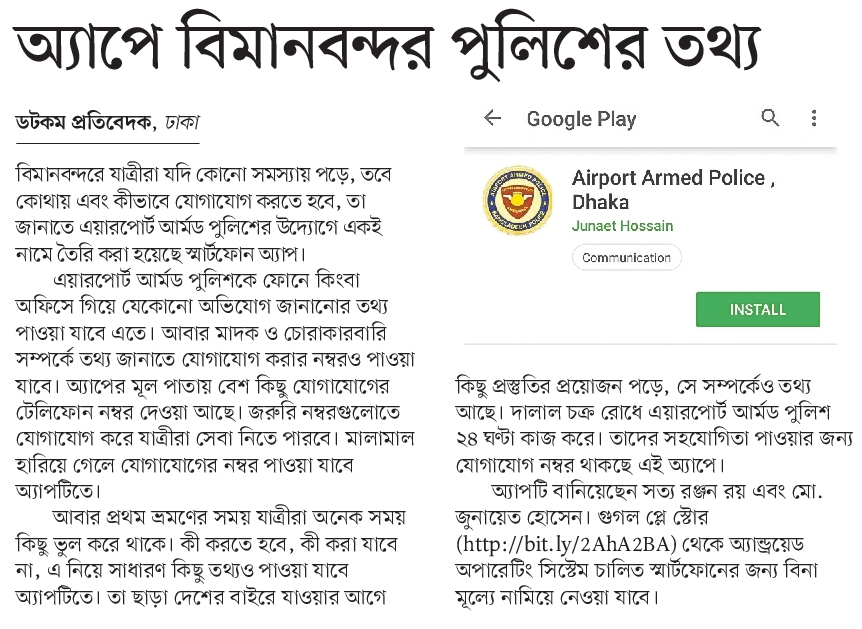 অ্যাপে বিমানবন্দর পুলিশের তথ্য
ডটকম প্রতিবেদক, ঢাকা
বিমানবন্দরে যাত্রীরা যদি কোনো সমস্যায় পড়ে, তবে
কোথায় এবং কীভাবে যোগাযোগ করতে হবে, তা
জানাতে এয়ারপোর্ট আর্মড পুলিশের উদ্যোগে একই
নামে তৈরি করা হয়েছে স্মার্টফোন অ্যাপ।
এয়ারপোর্ট আর্মড পুলিশকে ফোনে কিংবা
অফিসে গিয়ে যেকোনো অভিযোগ জানানোর তথ্য
পাওয়া যাবে এতে। আবার মাদক ও চোরাকারবারি
সম্পর্কে তথ্য জানাতে যোগাযোগ করার নম্বরও পাওয়া
যাবে। অ্যাপের মূল পাতায় বেশ কিছু যোগাযোগের
টেলিফোন নম্বর দেওয়া আছে। জরুরি নম্বরগুলোতে
যোগাযোগ করে যাত্রীরা সেবা নিতে পারবে। মালামাল
হারিয়ে গেলে যোগাযোগের নম্বর পাওয়া যাবে
অ্যাপটিতে।
আবার প্রথম ভ্রমণের সময় যাত্রীরা অনেক সময়
কিছু ভুল করে থাকে। কী করতে হবে, কী করা যাবে
না, এ নিয়ে সাধারণ কিছু তথ্যও পাওয়া যাবে
অ্যাপটিতে। তা ছাড়া দেশের বাইরে যাওয়ার আগে
Google Play
AIRPORT ARMED POLICE
BANGLADESH POLICE
Airport Armed Police ,
Dhaka
Junaet Hossain
Communication
INSTALL
কিছু প্রস্তুতির প্রয়োজন পড়ে, সে সম্পর্কেও তথ্য
আছে। দালাল চক্র রোধে এয়ারপোর্ট আর্মড পুলিশ
২৪ ঘণ্টা কাজ করে। তাদের সহযোগিতা পাওয়ার জন্য
যোগাযোগ নম্বর থাকছে এই অ্যাপে।
অ্যাপটি বানিয়েছেন সত্য রঞ্জন রয় এবং মো.
জুনায়েত হোসেন। গুগল প্লে স্টোর
(http://bit.ly/2AhA2BA) থেকে অ্যান্ড্রয়েড
অপারেটিং সিস্টেম চালিত স্মার্টফোনের জন্য বিনা
মূল্যে নামিয়ে নেওয়া যাবে।